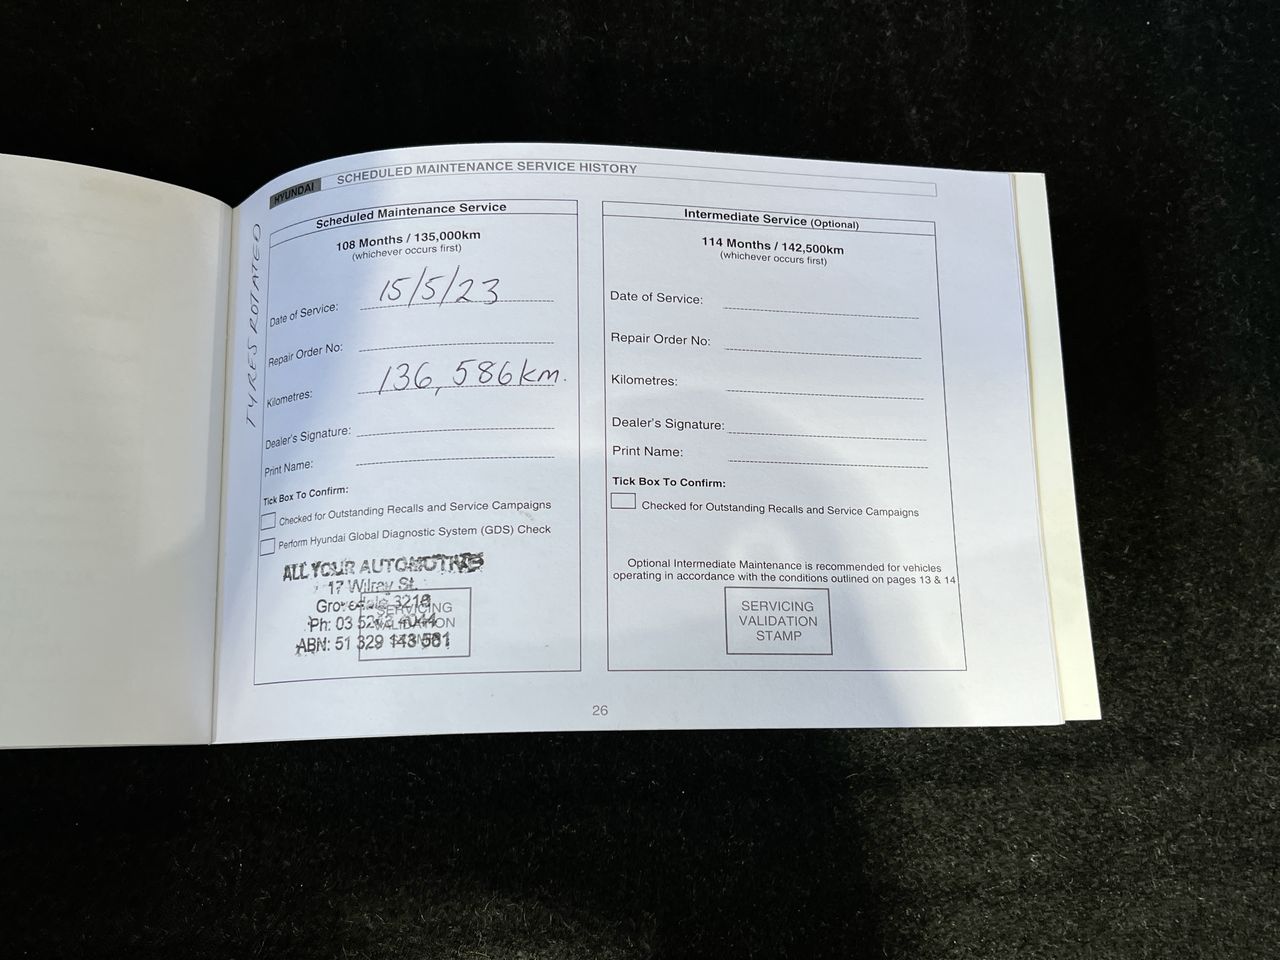 HYUNDAI SCHEDULED MAINTENANCE SERVICE HISTORY
TYRES ROTATED
Scheduled Maintenance Service
108 Months / 135,000km
(whichever occurs first)
Date of Service: 15/5/23
Repair Order No:
Kilometres: 136,586km.
Dealer's Signature:
Print Name:
Tick Box To Confirm:
Checked for Outstanding Recalls and Service Campaigns
Perform Hyundai Global Diagnostic System (GDS) Check
ALL YOUR AUTOMOTIVE
17 Wilray St.
Grovedale 3216
Ph: 03
ABN: 51 329 143 581
SERVICING
VALIDATION
Intermediate Service (Optional)
114 Months / 142,500km
(whichever occurs first)
Date of Service:
Repair Order No:
Kilometres:
Dealer's Signature:
Print Name:
Tick Box To Confirm:
Checked for Outstanding Recalls and Service Campaigns
Optional Intermediate Maintenance is recommended for vehicles
operating in accordance with the conditions outlined on pages 13 & 14
SERVICING
VALIDATION
STAMP
26